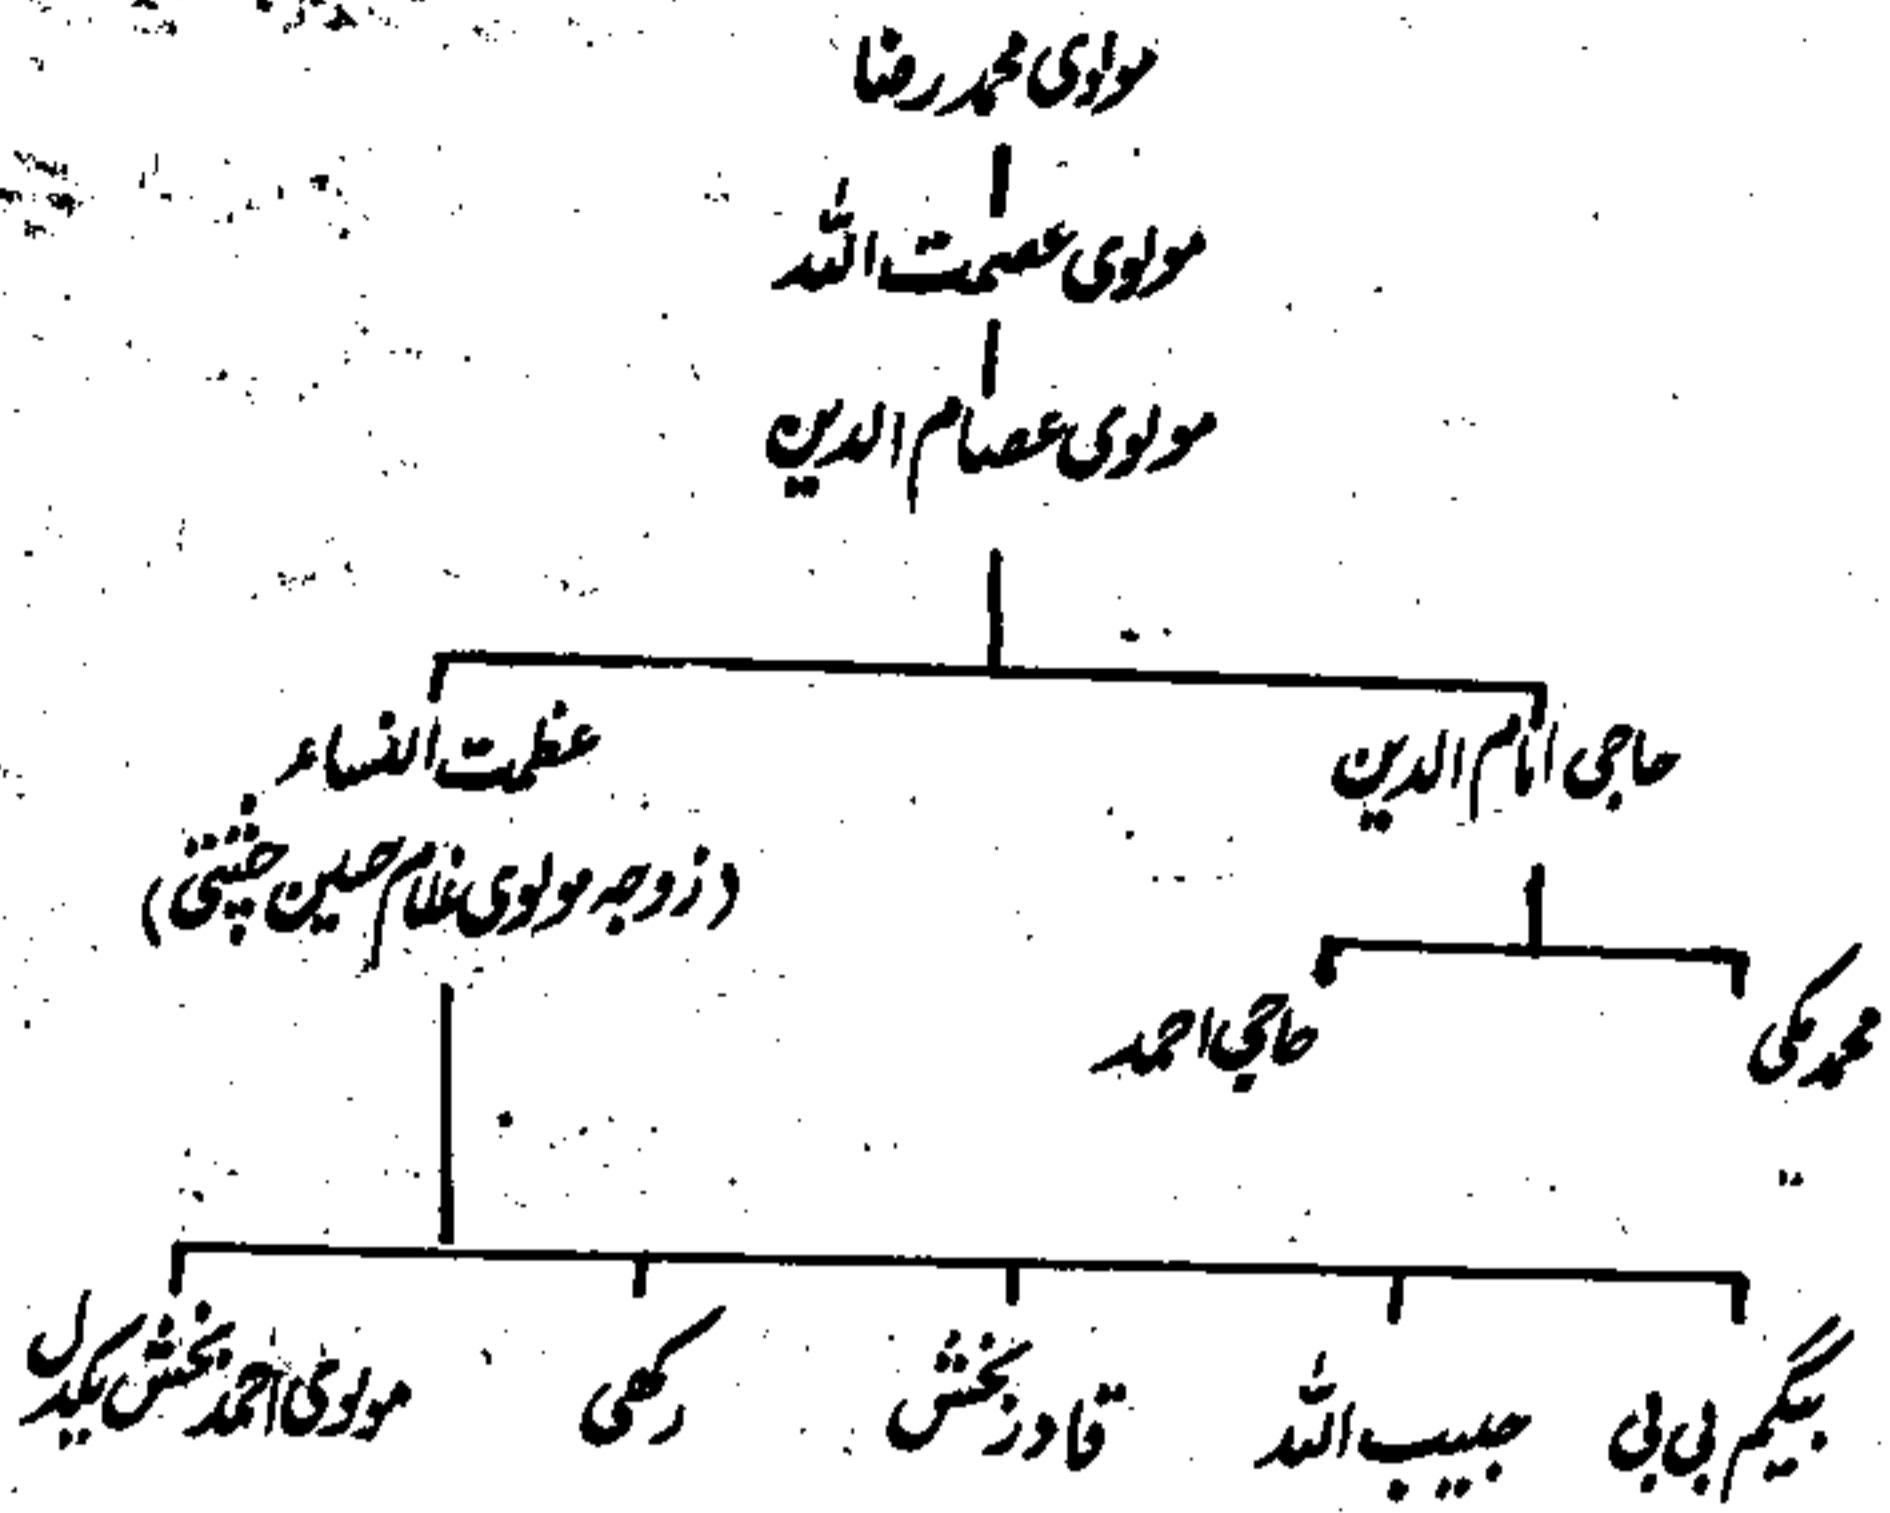 مولوی محمد رضا
مولوی عصمت اللہ
مولوی عصام الدین
حاجی امام الدین
عظمت النساء
(زوجہ مولوی غلام حسین چشتی)
محمد مکی
حاجی احمد
بیگم بی بی
حبیب اللہ
قادر بخش
رکھی
مولوی احمد بخش یکدل